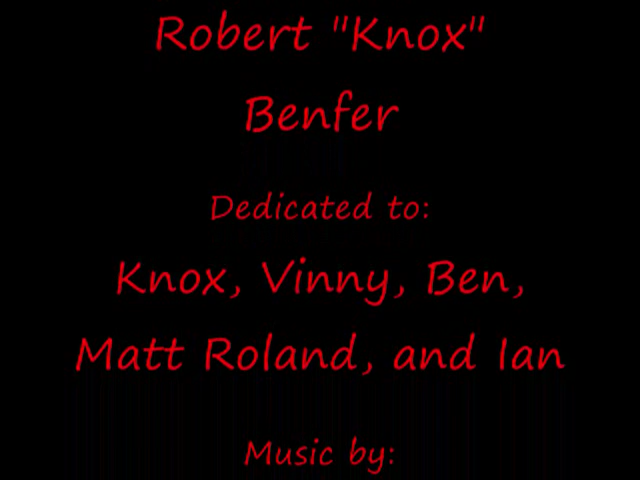 Robert "Knox"
Benfer
Dedicated to:
Knox, Vinny, Ben,
Matt Roland, and Ian
Music by: